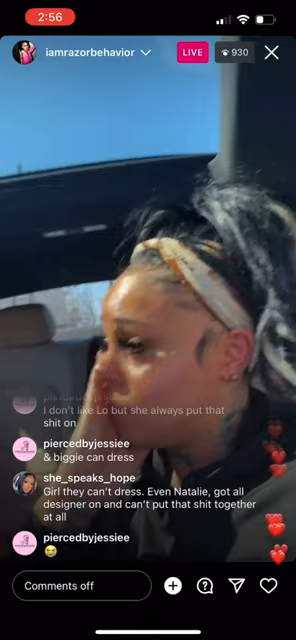 2:56
iamrazorbehavior
LIVE
930
I don't like Lo but she always put that
shit on
piercedbyjessiee
& biggie can dress
she_speaks_hope
Girl they can't dress. Even Natalie, got all
designer on and can't put that shit together
at all
piercedbyjessiee
😂
Comments off